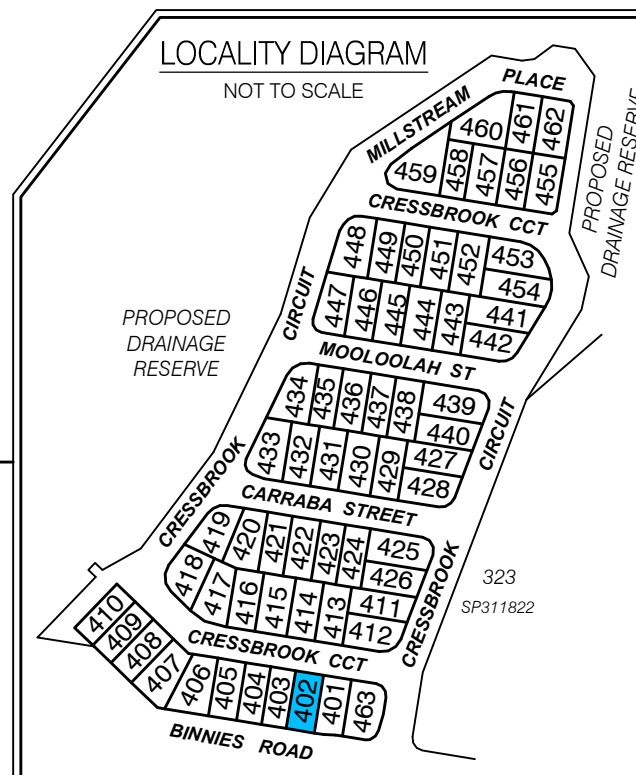 LOCALITY DIAGRAM
NOT TO SCALE
MILLSTREAM PLACE
459 460 461 462
458 457 456 455
PROPOSED
DRAINAGE RESERVE
CRESSBROOK CCT
448 449 450 451 452 453
454
447 446 445 444 443 441
442
CIRCUIT
PROPOSED
DRAINAGE
RESERVE
MOOLOOLAH ST
434 435 436 437 438 439
440
433 432 431 430 429 427
428
CIRCUIT
CRESSBROOK
CARRABA STREET
419 420 421 422 423 424 425
426
418 417 416 415 414 413 411
412
CRESSBROOK
323
SP311822
CRESSBROOK CCT
410
409
408
407
406 405 404 403 402 401 463
BINNIES ROAD